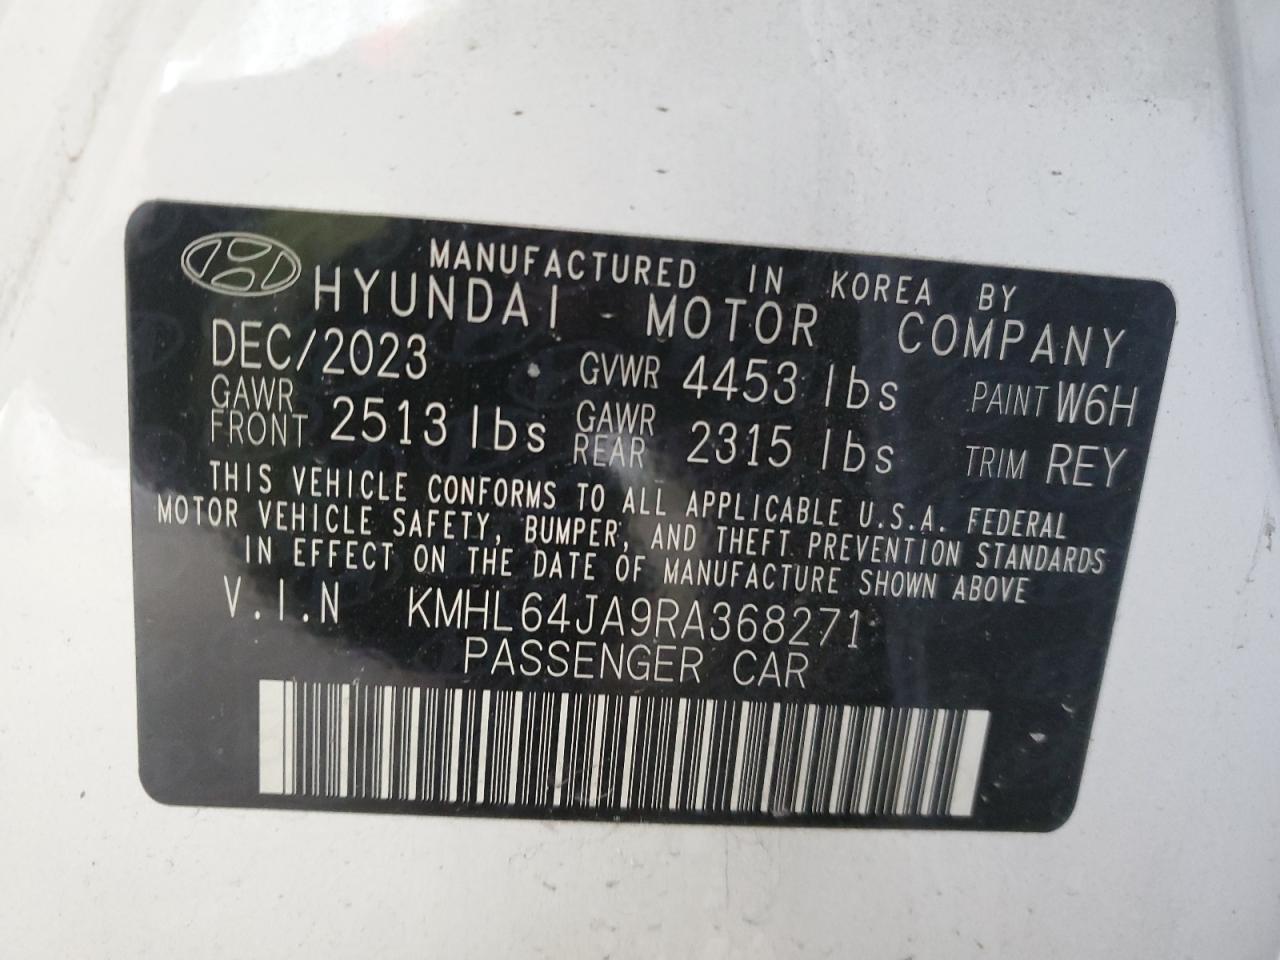 MANUFACTURED IN KOREA BY
HYUNDAI MOTOR COMPANY
DEC/2023 GVWR 4453 lbs PAINT W6H
GAWR FRONT 2513 lbs GAWR REAR 2315 lbs TRIM REY
THIS VEHICLE CONFORMS TO ALL APPLICABLE U.S.A. FEDERAL
MOTOR VEHICLE SAFETY, BUMPER, AND THEFT PREVENTION STANDARDS
IN EFFECT ON THE DATE OF MANUFACTURE SHOWN ABOVE
V.I.N KMHL64JA9RA368271
PASSENGER CAR